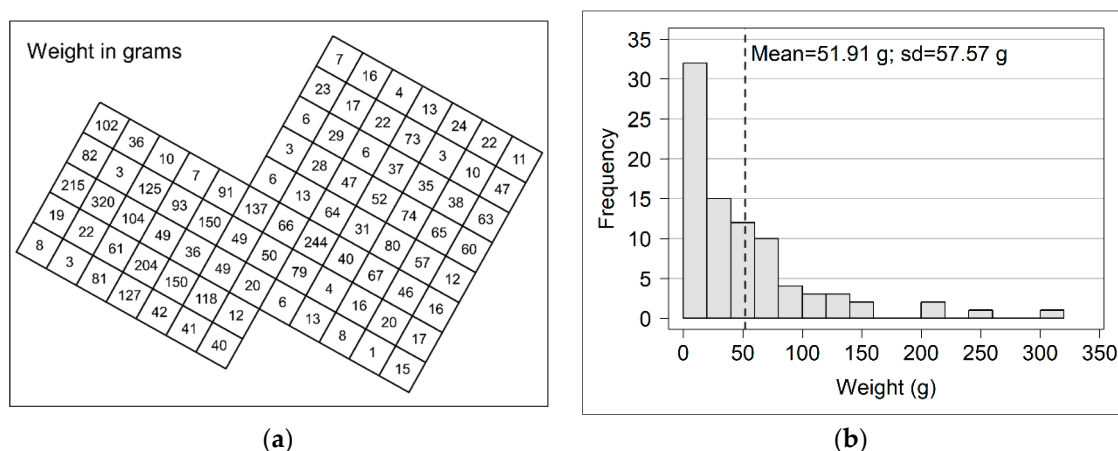 Weight in grams
7 16 4 13 24 22 11
23 17 22 73 3 10 47
6 29 6 37 35 38 63
3 28 47 52 74 65 60
6 13 64 31 80 57 12
102 36 10 7 91 137 66 244 40 67 46 16
82 3 125 93 150 49 50 79 4 16 20 17
215 320 104 49 36 49 20 6 13 8 1 15
19 22 61 204 150 118 12
8 3 81 127 42 41 40
(a)
Mean=51.91 g; sd=57.57 g
Frequency
35
30
25
20
15
10
5
0
0 50 100 150 200 250 300 350
Weight (g)
(b)